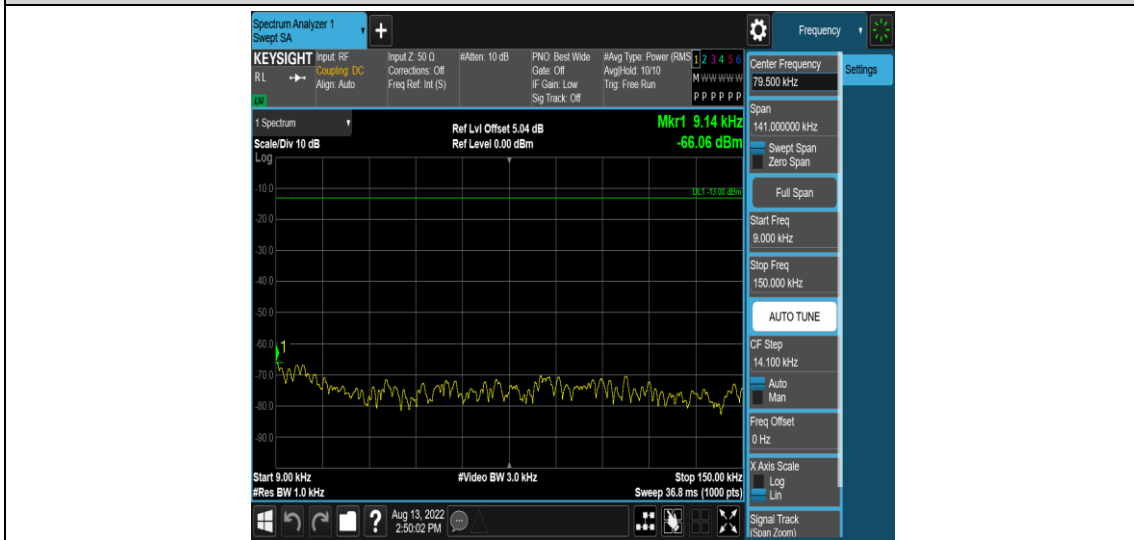 Spectrum Analyzer 1
Swept SA
+
Frequency
KEYSIGHT
RL
LXI
Input: RF
Coupling: DC
Align: Auto
Input Z: 50 Ω
Corrections: Off
Freq Ref: Int (S)
#Atten: 10 dB
PNO: Best Wide
Gate: Off
IF Gain: Low
Sig Track: Off
#Avg Type: Power (RMS
Avg|Hold: 10/10
Trig: Free Run
1 2 3 4 5 6
M W W W W W
P P P P P P
1 Spectrum
Scale/Div 10 dB
Log
Ref Lvl Offset 5.04 dB
Ref Level 0.00 dBm
Mkr1 9.14 kHz
-66.06 dBm
DL1 -13.00 dBm
-10.0
-20.0
-30.0
-40.0
-50.0
-60.0
-70.0
-80.0
-90.0
1
Start 9.00 kHz
#Res BW 1.0 kHz
#Video BW 3.0 kHz
Stop 150.00 kHz
Sweep 36.8 ms (1000 pts)
Center Frequency
79.500 kHz
Settings
Span
141.000000 kHz
Swept Span
Zero Span
Full Span
Start Freq
9.000 kHz
Stop Freq
150.000 kHz
AUTO TUNE
CF Step
14.100 kHz
Auto
Man
Freq Offset
0 Hz
X Axis Scale
Log
Lin
Signal Track
(Span Zoom)
?
Aug 13, 2022
2:50:02 PM